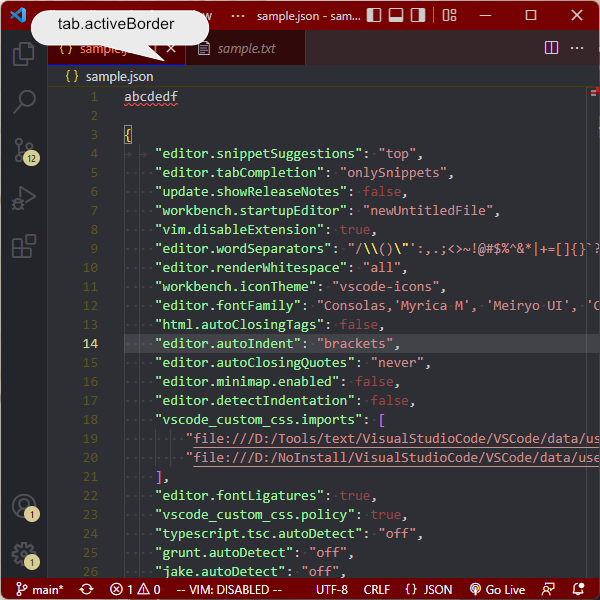 tab.activeBorder
sample.json - sam...
sample.txt
{} sample.json
1 abcdedf
2
3 {
4 "editor.snippetSuggestions": "top",
5 "editor.tabCompletion": "onlySnippets",
6 "update.showReleaseNotes": false,
7 "workbench.startupEditor": "newUntitledFile",
8 "vim.disableExtension": true,
9 "editor.wordSeparators": "/\\()\"':,.;<>~!@#$%^&*|+=[]{}`?
10 "editor.renderWhitespace": "all",
11 "workbench.iconTheme": "vscode-icons",
12 "editor.fontFamily": "Consolas,'Myrica M', 'Meiryo UI', 'C
13 "html.autoClosingTags": false,
14 "editor.autoIndent": "brackets",
15 "editor.autoClosingQuotes": "never",
16 "editor.minimap.enabled": false,
17 "editor.detectIndentation": false,
18 "vscode_custom_css.imports": [
19 "file:///D:/Tools/text/VisualStudioCode/VSCode/data/us
20 "file:///D:/NoInstall/VisualStudioCode/VSCode/data/use
21 ],
22 "editor.fontLigatures": true,
23 "vscode_custom_css.policy": true,
24 "typescript.tsc.autoDetect": "off",
25 "grunt.autoDetect": "off",
26 "jake.autoDetect": "off",
12
1
1
main* 1 0 -- VIM: DISABLED -- UTF-8 CRLF {} JSON Go Live